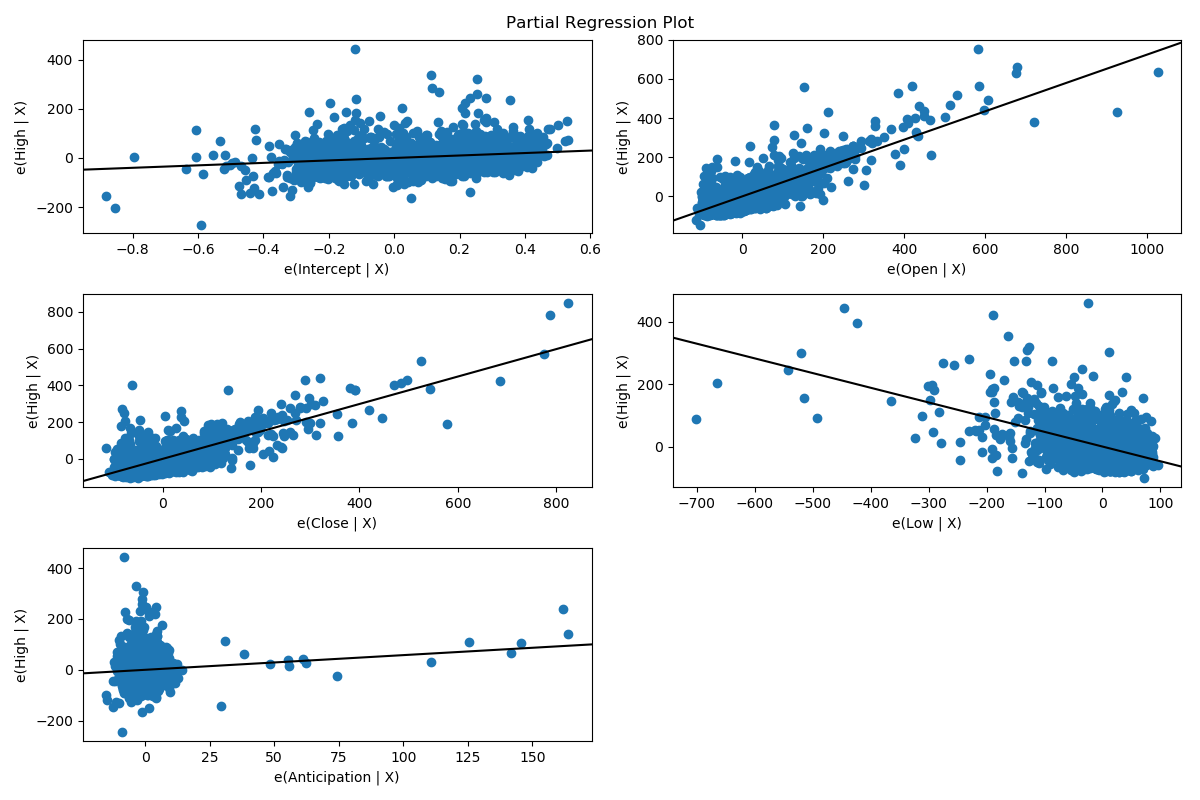 Partial Regression Plot
e(High | X)
400
200
0
−200
−0.8 −0.6 −0.4 −0.2 0.0 0.2 0.4 0.6
e(Intercept | X)
e(High | X)
800
600
400
200
0
0 200 400 600 800 1000
e(Open | X)
e(High | X)
800
600
400
200
0
0 200 400 600 800
e(Close | X)
e(High | X)
400
200
0
−700 −600 −500 −400 −300 −200 −100 0 100
e(Low | X)
e(High | X)
400
200
0
−200
0 25 50 75 100 125 150
e(Anticipation | X)